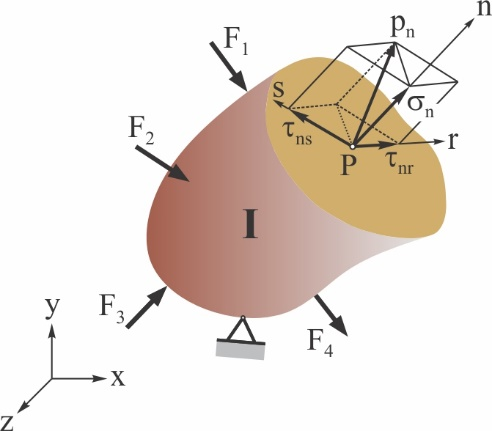 n
pₙ
F₁
s
σₙ
F₂
τₙₛ
τₙᵣ
r
P
I
F₃
F₄
y
x
z